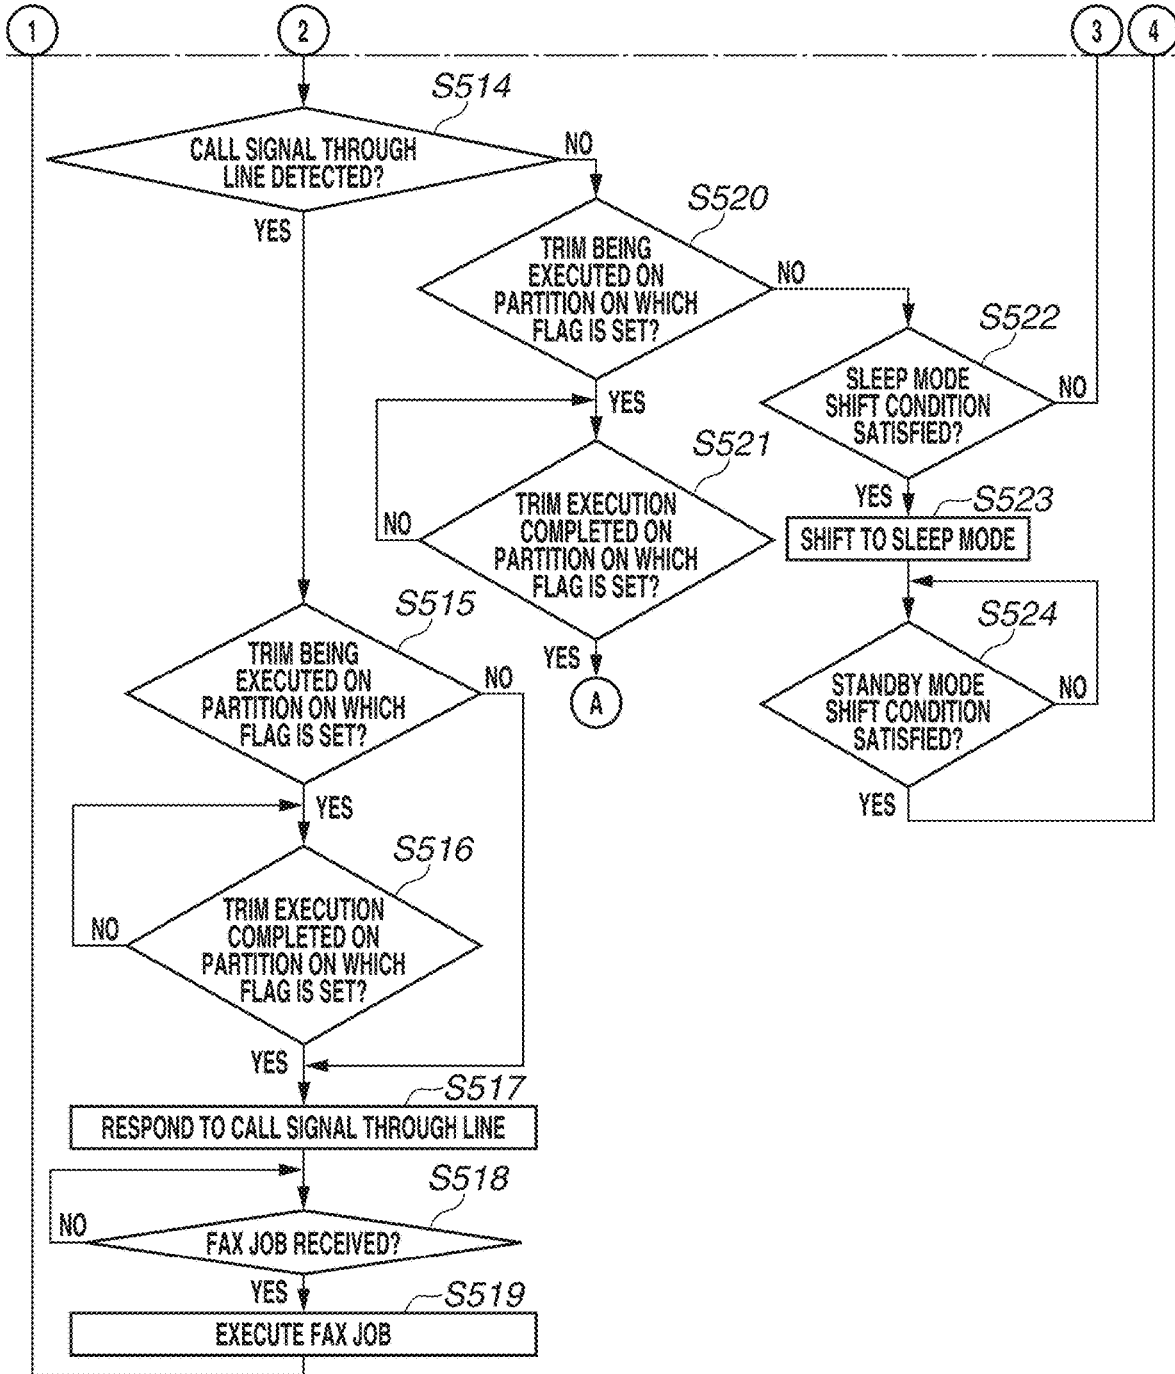 1
2
3
4
S514
CALL SIGNAL THROUGH
LINE DETECTED?
NO
YES
S520
TRIM BEING
EXECUTED ON
PARTITION ON WHICH
FLAG IS SET?
NO
YES
S522
SLEEP MODE
SHIFT CONDITION
SATISFIED?
NO
YES
S521
TRIM EXECUTION
COMPLETED ON
PARTITION ON WHICH
FLAG IS SET?
NO
YES
A
S523
SHIFT TO SLEEP MODE
S524
STANDBY MODE
SHIFT CONDITION
SATISFIED?
NO
YES
S515
TRIM BEING
EXECUTED ON
PARTITION ON WHICH
FLAG IS SET?
NO
YES
S516
TRIM EXECUTION
COMPLETED ON
PARTITION ON WHICH
FLAG IS SET?
NO
YES
S517
RESPOND TO CALL SIGNAL THROUGH LINE
S518
FAX JOB RECEIVED?
NO
YES
S519
EXECUTE FAX JOB